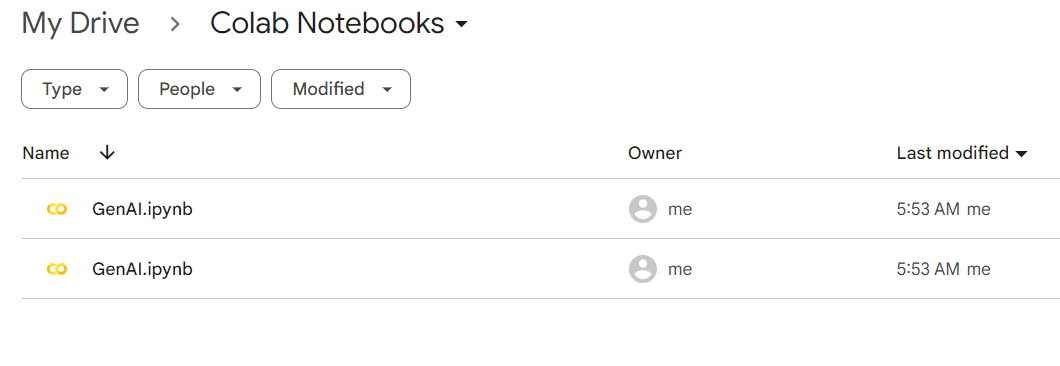 My Drive > Colab Notebooks
Type People Modified
Name Owner Last modified
GenAI.ipynb me 5:53 AM me
GenAI.ipynb me 5:53 AM me